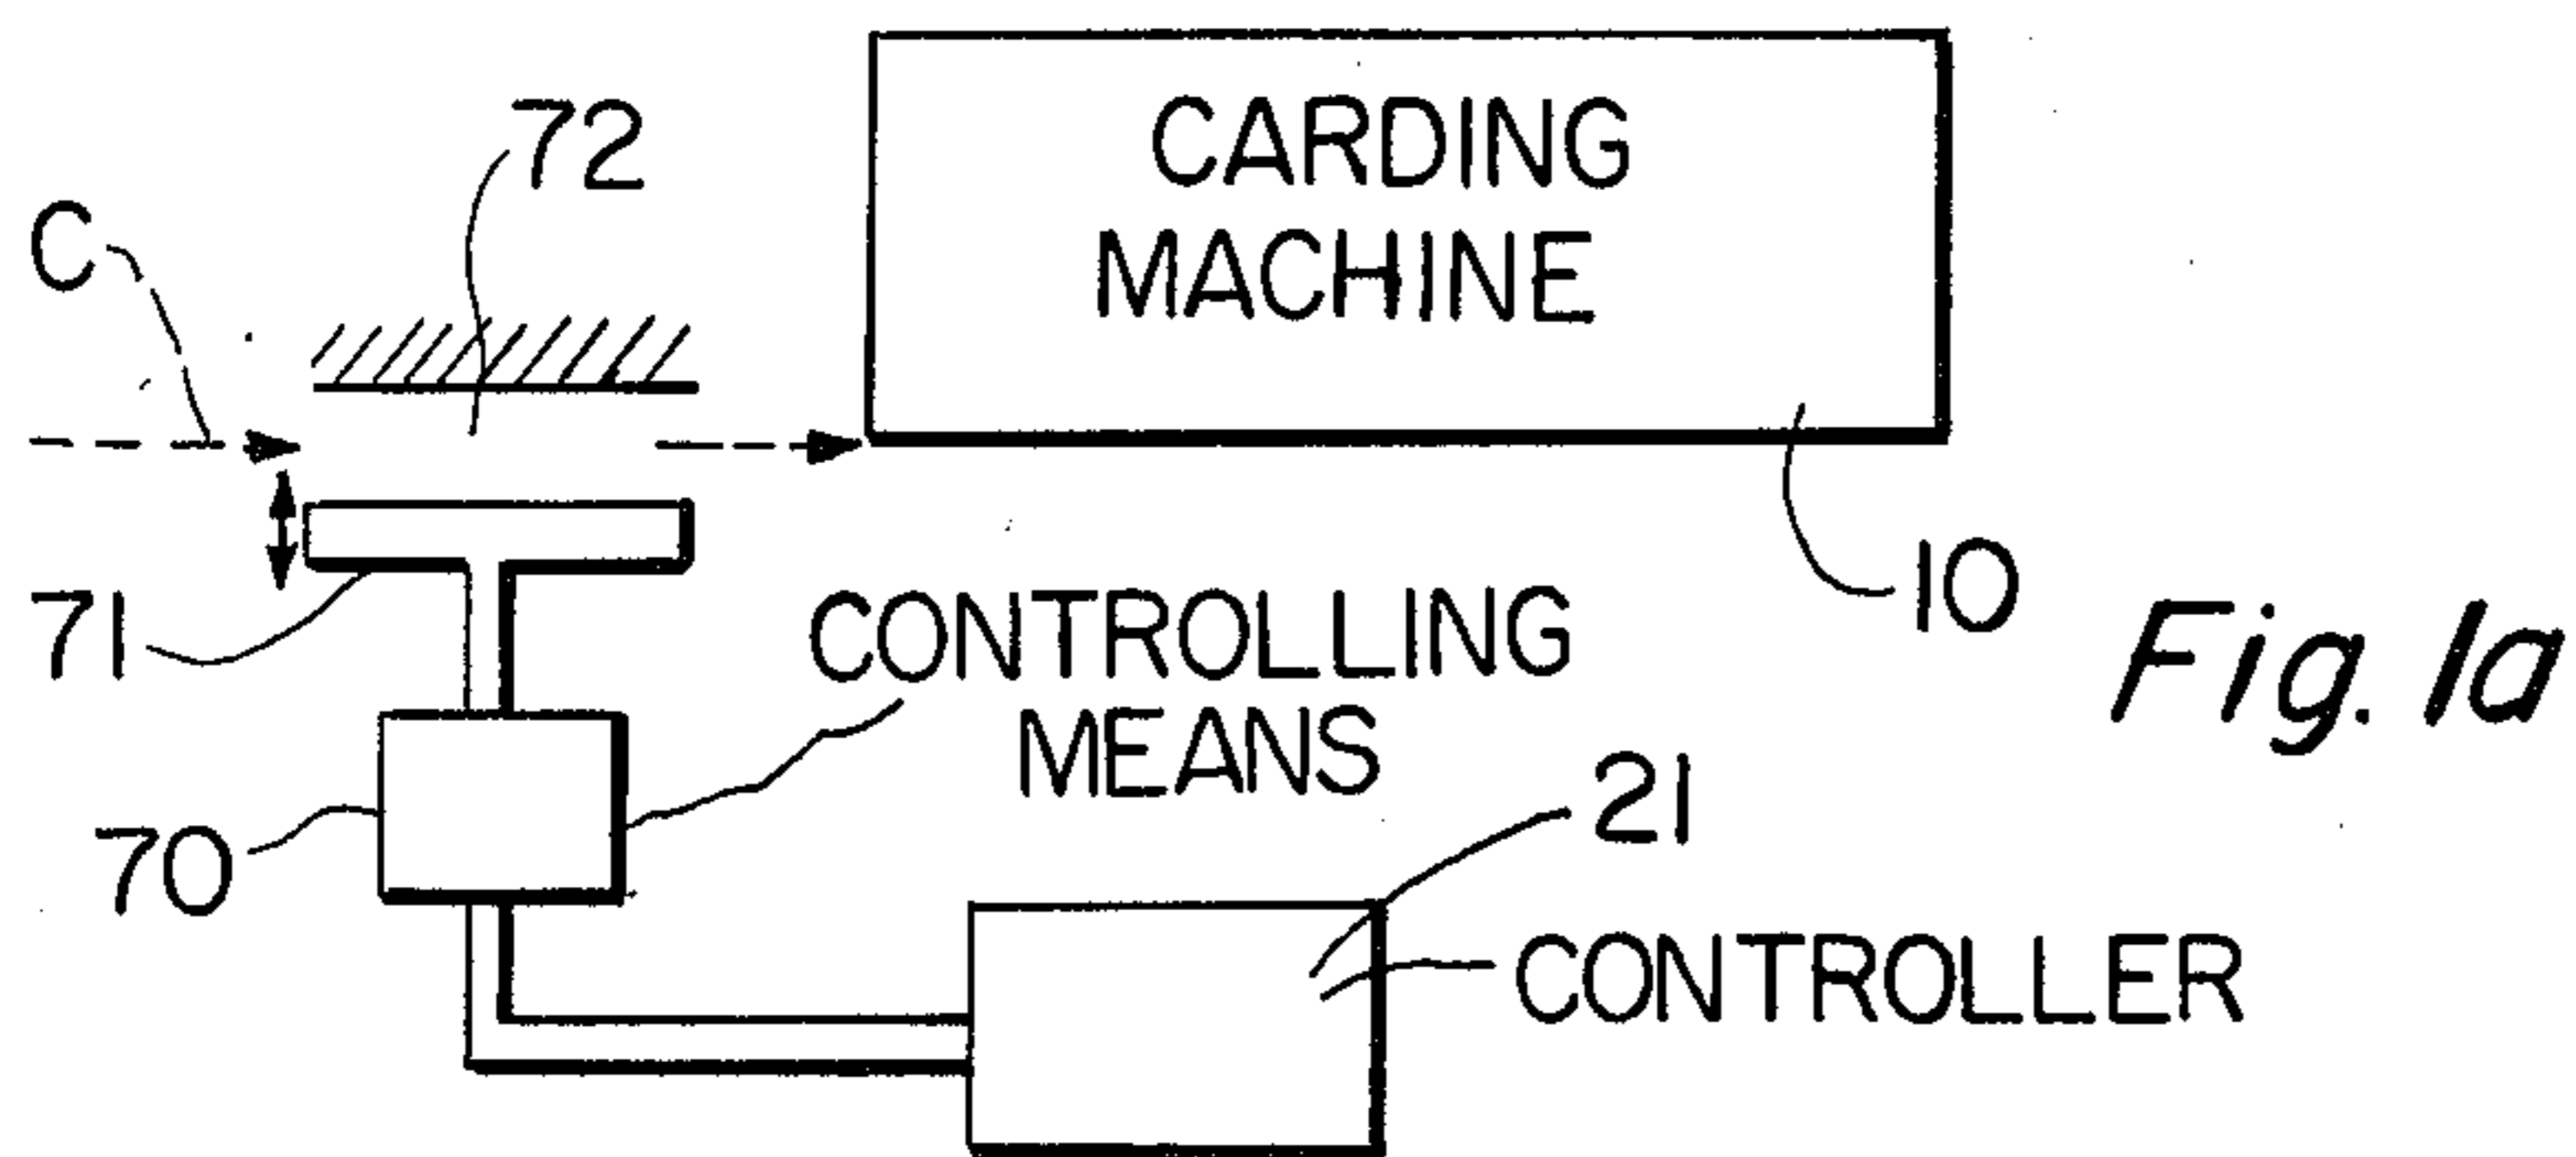 CARDING
MACHINE
72
C
10
71
CONTROLLING
MEANS
Fig. 1a
70
21
CONTROLLER